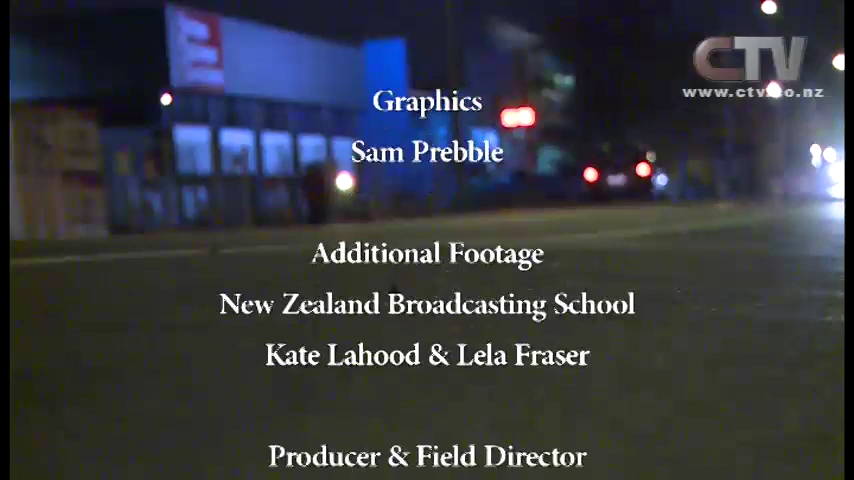 CTV
www.ctv.co.nz
Graphics
Sam Prebble
Additional Footage
New Zealand Broadcasting School
Kate Lahood & Lela Fraser
Producer & Field Director